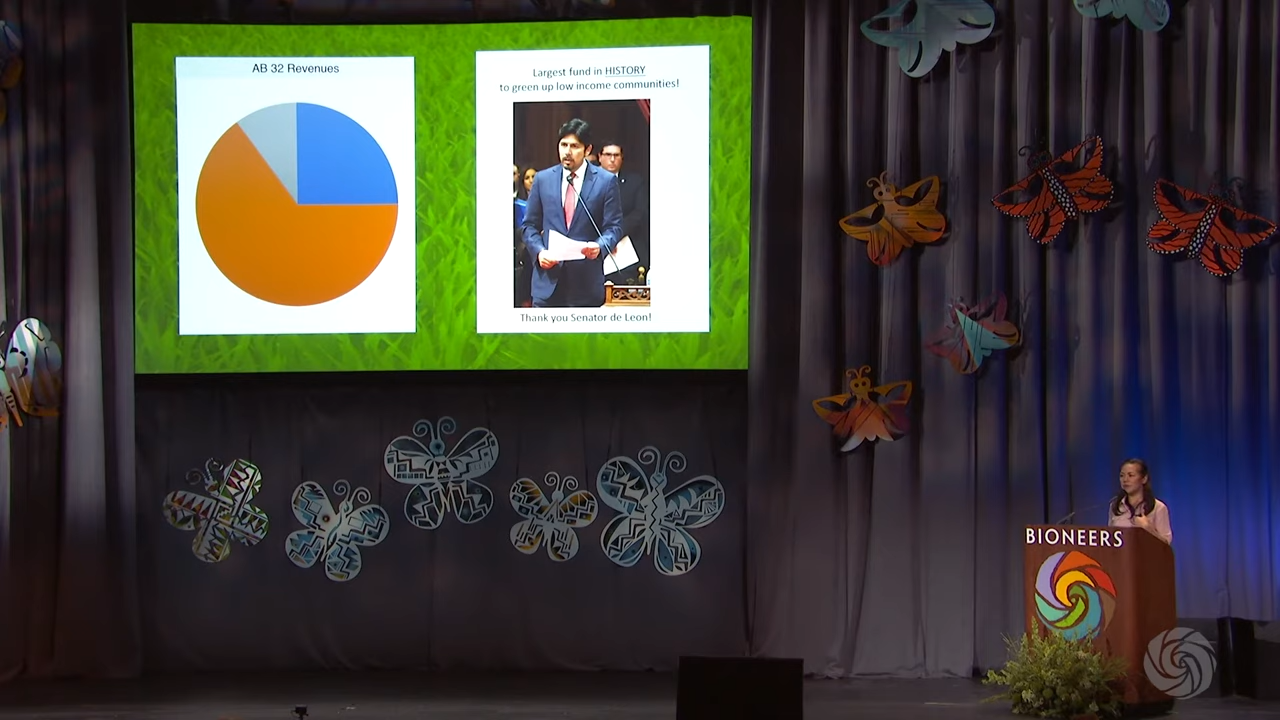 AB 32 Revenues
Largest fund in HISTORY
to green up low income communities!
Thank you Senator de Leon!
BIONEERS